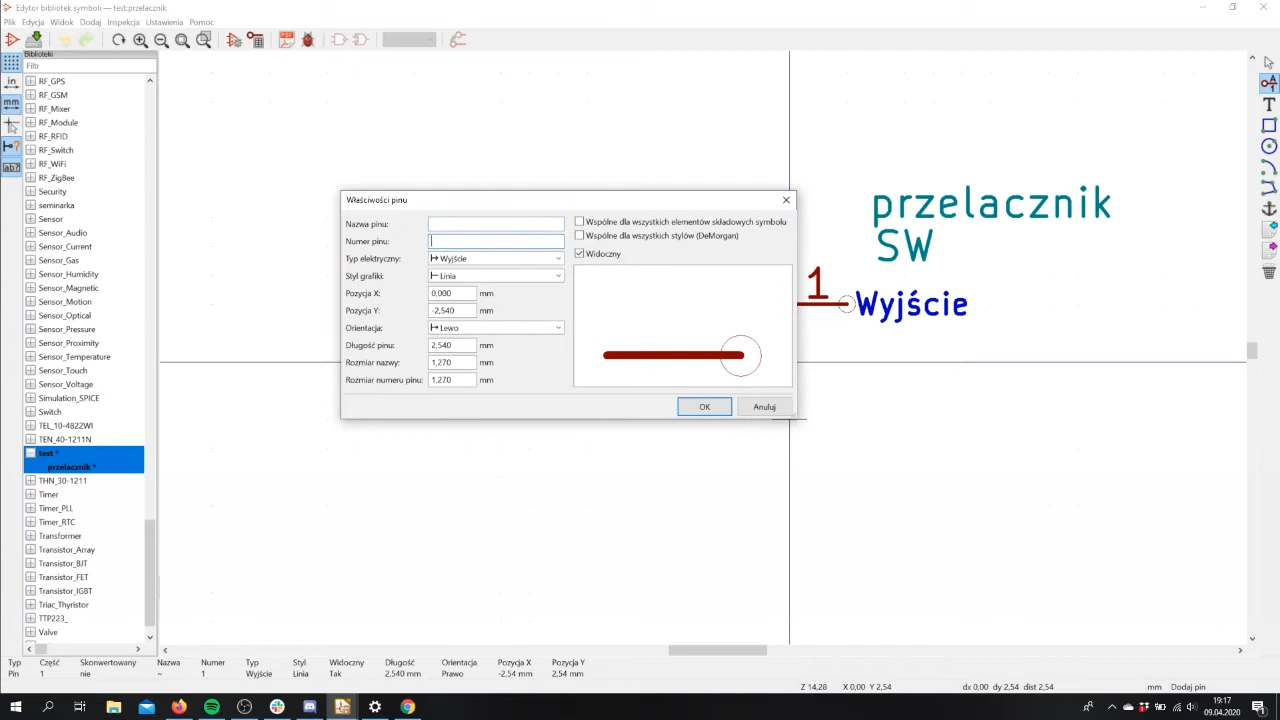 Edytor bibliotek symboli — test:przełacznik
Plik Edycja Widok Dodaj Inspekcja Ustawienia Pomoc
Biblioteki
Filtr
in
mm
ab?
RF_GPS
RF_GSM
RF_Mixer
RF_Module
RF_RFID
RF_Switch
RF_WiFi
RF_ZigBee
Security
seminarka
Sensor
Sensor_Audio
Sensor_Current
Sensor_Gas
Sensor_Humidity
Sensor_Magnetic
Sensor_Motion
Sensor_Optical
Sensor_Pressure
Sensor_Proximity
Sensor_Temperature
Sensor_Touch
Sensor_Voltage
Simulation_SPICE
Switch
TEL_10-4822WI
TEN_40-1211N
test *
przełacznik *
THN_30-1211
Timer
Timer_PLL
Timer_RTC
Transformer
Transistor_Array
Transistor_BJT
Transistor_FET
Transistor_IGBT
Triac_Thyristor
TTP223_
Valve
Właściwości pinu
Nazwa pinu:
Numer pinu:
Typ elektryczny: Wyjście
Styl grafiki: Linia
Pozycja X: 0,000 mm
Pozycja Y: -2,540 mm
Orientacja: Lewo
Długość pinu: 2,540 mm
Rozmiar nazwy: 1,270 mm
Rozmiar numeru pinu: 1,270 mm
Wspólne dla wszystkich elementów składowych symbolu
Wspólne dla wszystkich stylów (DeMorgan)
Widoczny
OK Anuluj
przelacznik
SW
1 Wyjście
Typ Część Skonwertowany Nazwa Numer Typ Styl Widoczny Długość Orientacja Pozycja X Pozycja Y
Pin 1 nie ~ 1 Wyjście Linia Tak 2,540 mm Prawo -2,54 mm 2,54 mm
Z 14,28 X 0,00 Y 2,54 dx 0,00 dy 2,54 dist 2,54 mm Dodaj pin
19:17
09.04.2020